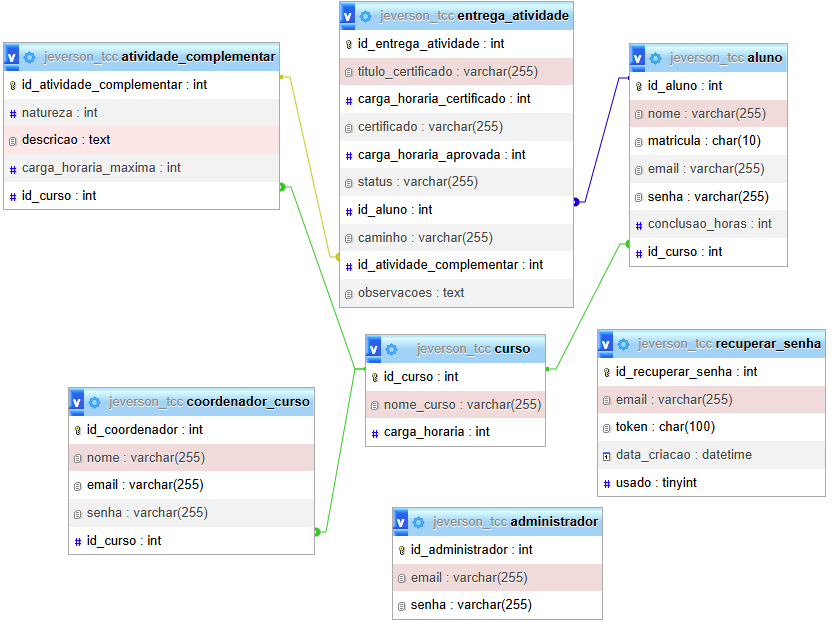 jeverson_tcc atividade_complementar
id_atividade_complementar : int
natureza : int
descricao : text
carga_horaria_maxima : int
id_curso : int
jeverson_tcc entrega_atividade
id_entrega_atividade : int
titulo_certificado : varchar(255)
carga_horaria_certificado : int
certificado : varchar(255)
carga_horaria_aprovada : int
status : varchar(255)
id_aluno : int
caminho : varchar(255)
id_atividade_complementar : int
observacoes : text
jeverson_tcc aluno
id_aluno : int
nome : varchar(255)
matricula : char(10)
email : varchar(255)
senha : varchar(255)
conclusao_horas : int
id_curso : int
jeverson_tcc curso
id_curso : int
nome_curso : varchar(255)
carga_horaria : int
jeverson_tcc recuperar_senha
id_recuperar_senha : int
email : varchar(255)
token : char(100)
data_criacao : datetime
usado : tinyint
jeverson_tcc coordenador_curso
id_coordenador : int
nome : varchar(255)
email : varchar(255)
senha : varchar(255)
id_curso : int
jeverson_tcc administrador
id_administrador : int
email : varchar(255)
senha : varchar(255)